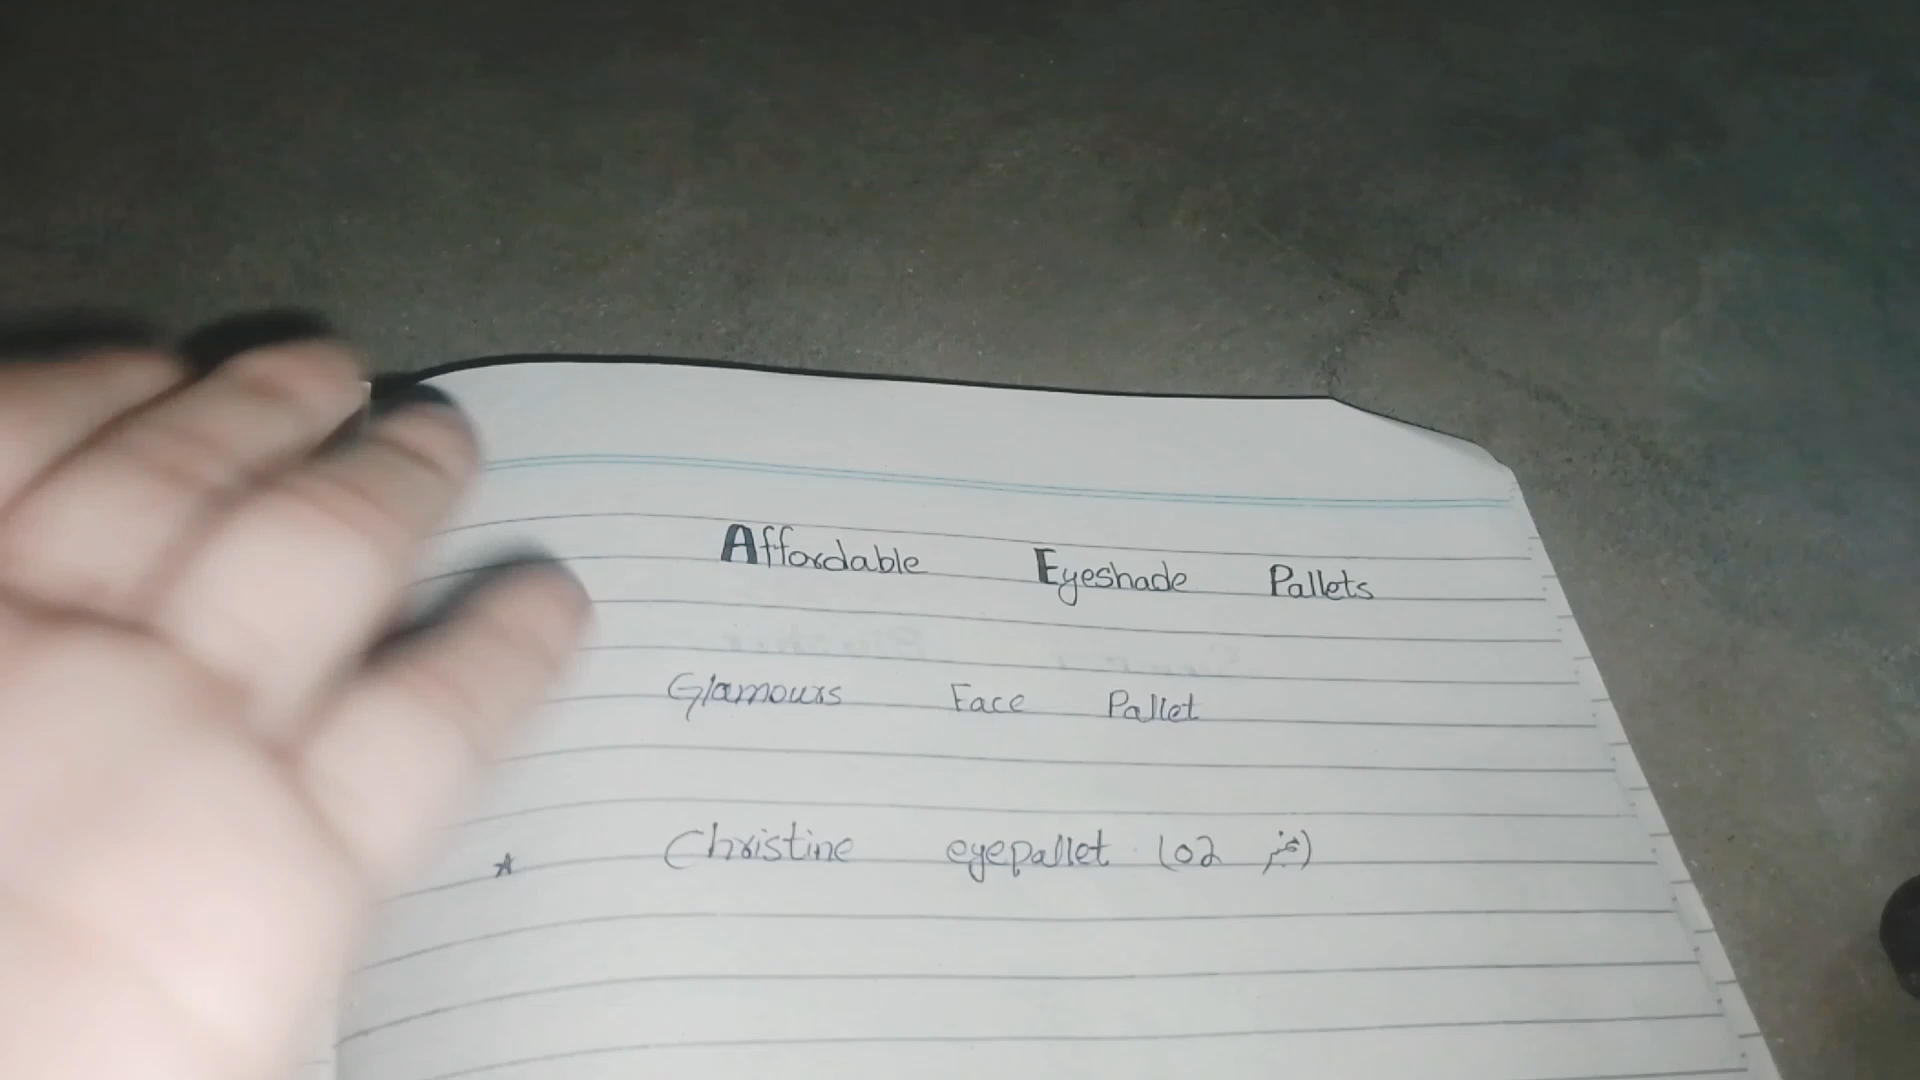 Affordable Eyeshade Pallets
Glamours Face Pallet
Christine eyepallet (02 نمبر)